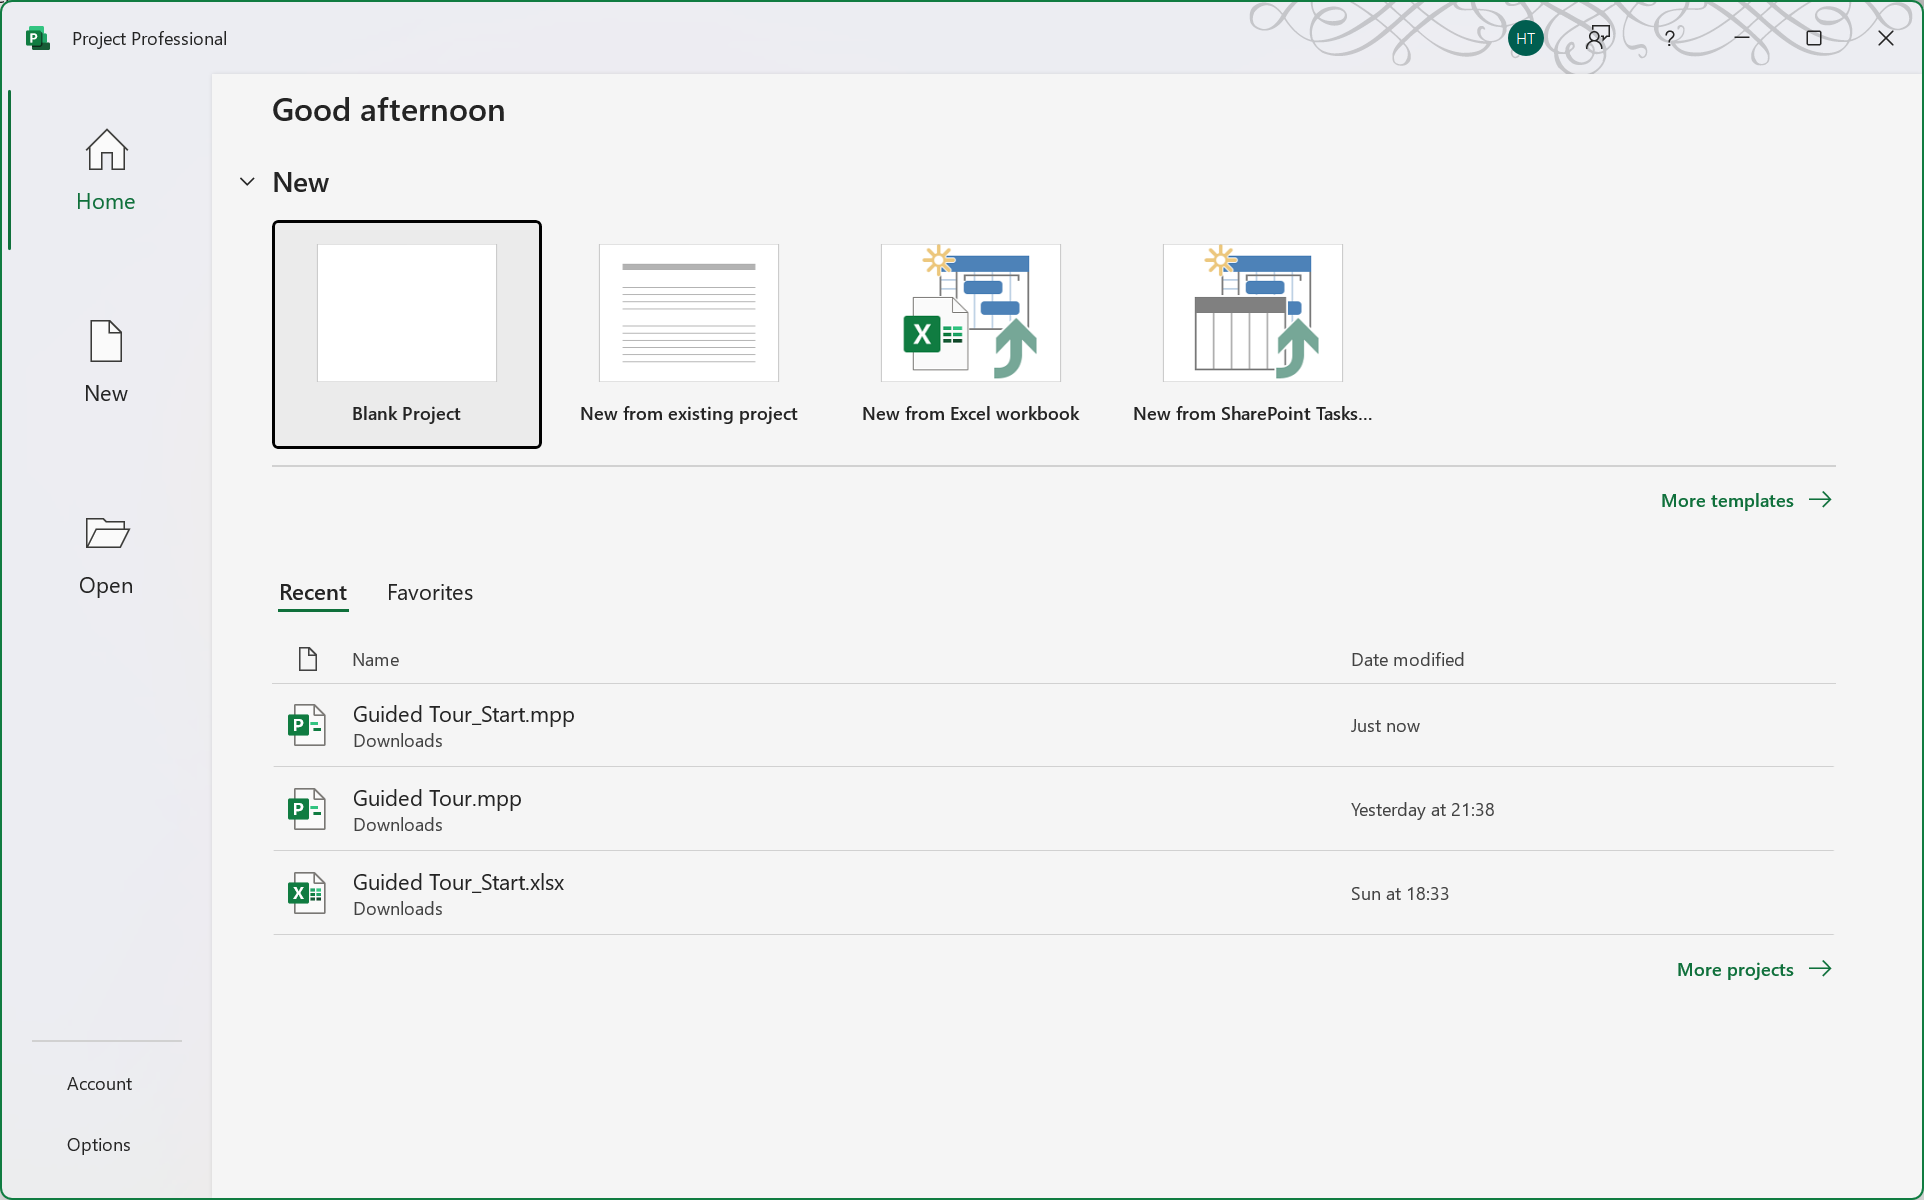 Project Professional
HT
Home
New
Open
Account
Options
Good afternoon
New
Blank Project
New from existing project
New from Excel workbook
New from SharePoint Tasks...
More templates
Recent
Favorites
Name
Date modified
Guided Tour_Start.mpp
Downloads
Just now
Guided Tour.mpp
Downloads
Yesterday at 21:38
Guided Tour_Start.xlsx
Downloads
Sun at 18:33
More projects